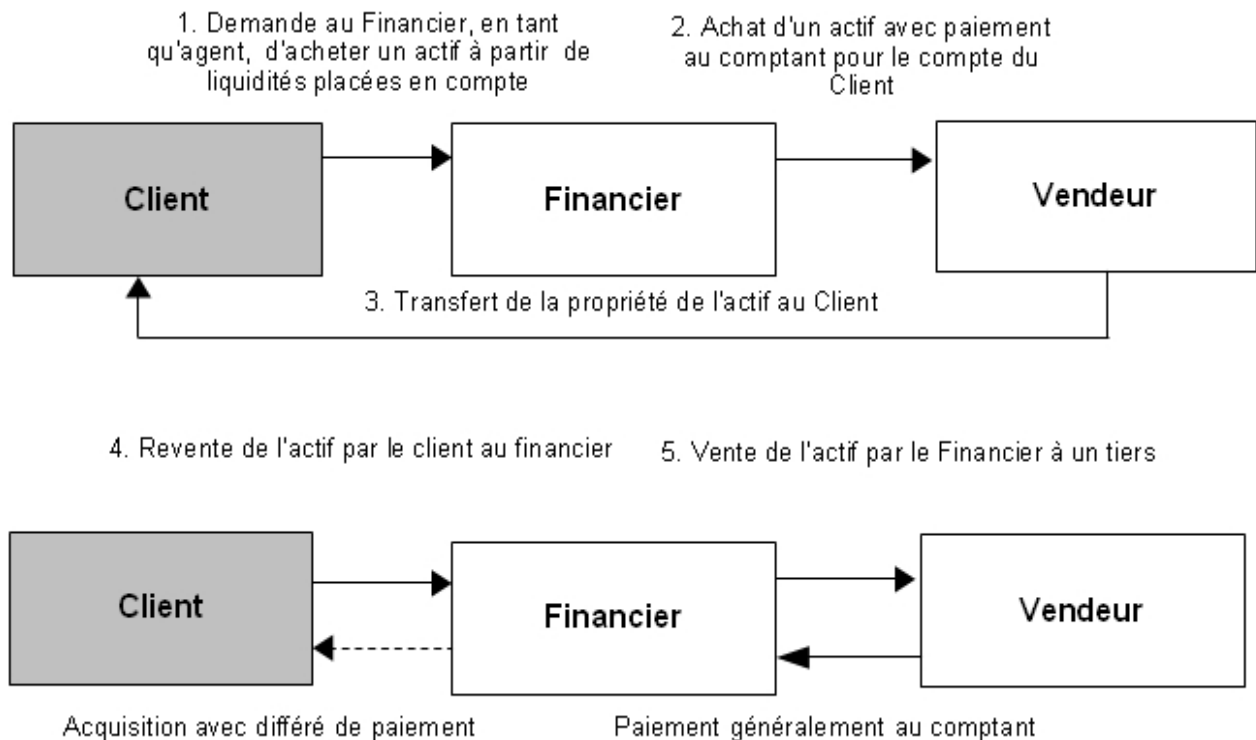 1. Demande au Financier, en tant
qu'agent, d'acheter un actif à partir de
liquidités placées en compte
2. Achat d'un actif avec paiement
au comptant pour le compte du
Client
Client
Financier
Vendeur
3. Transfert de la propriété de l'actif au Client
4. Revente de l'actif par le client au financier
5. Vente de l'actif par le Financier à un tiers
Client
Financier
Vendeur
Acquisition avec différé de paiement
Paiement généralement au comptant